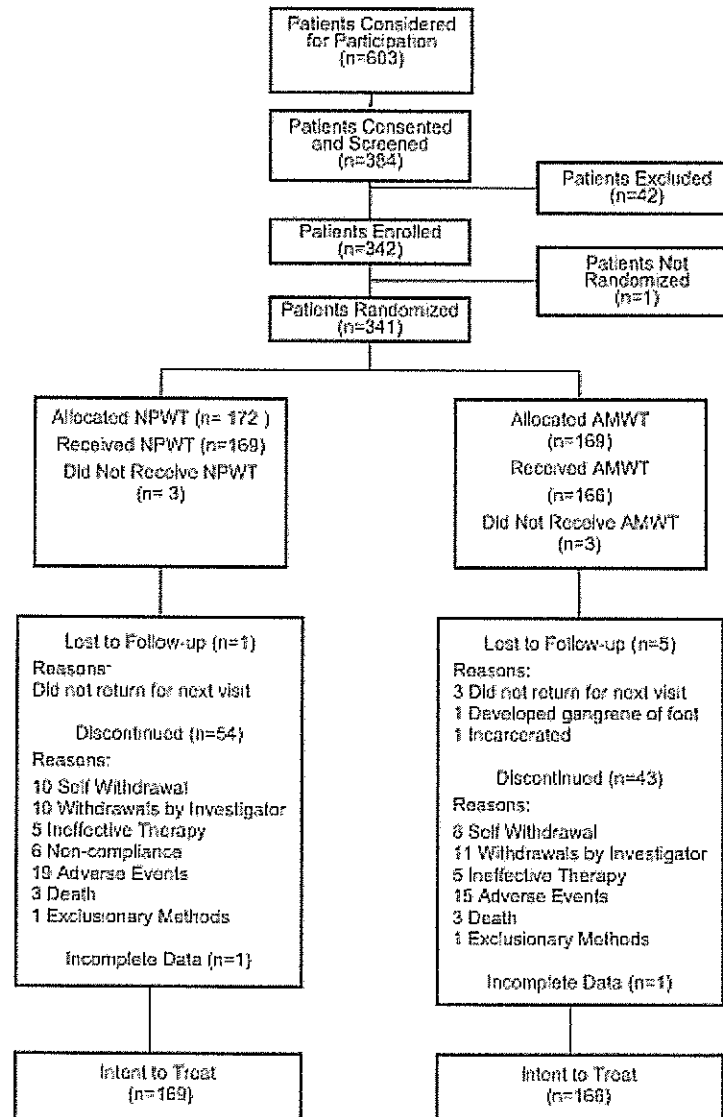 Patients Considered
for Participation
(n=603)
Patients Consented
and Screened
(n=384)
Patients Excluded
(n=42)
Patients Enrolled
(n=342)
Patients Not
Randomized
(n=1)
Patients Randomized
(n=341)
Allocated NPWT (n= 172 )
Received NPWT (n=169)
Did Not Receive NPWT
(n= 3)
Allocated AMWT
(n=169)
Received AMWT
(n=166)
Did Not Receive AMWT
(n=3)
Lost to Follow-up (n=1)
Reasons:
Did not return for next visit
Discontinued (n=54)
Reasons:
10 Self Withdrawal
10 Withdrawals by Investigator
5 Ineffective Therapy
6 Non-compliance
19 Adverse Events
3 Death
1 Exclusionary Methods
Incomplete Data (n=1)
Lost to Follow-up (n=5)
Reasons:
3 Did not return for next visit
1 Developed gangrene of foot
1 Incarcerated
Discontinued (n=43)
Reasons:
8 Self Withdrawal
11 Withdrawals by Investigator
5 Ineffective Therapy
15 Adverse Events
3 Death
1 Exclusionary Methods
Incomplete Data (n=1)
Intent to Treat
(n=169)
Intent to Treat
(n=166)